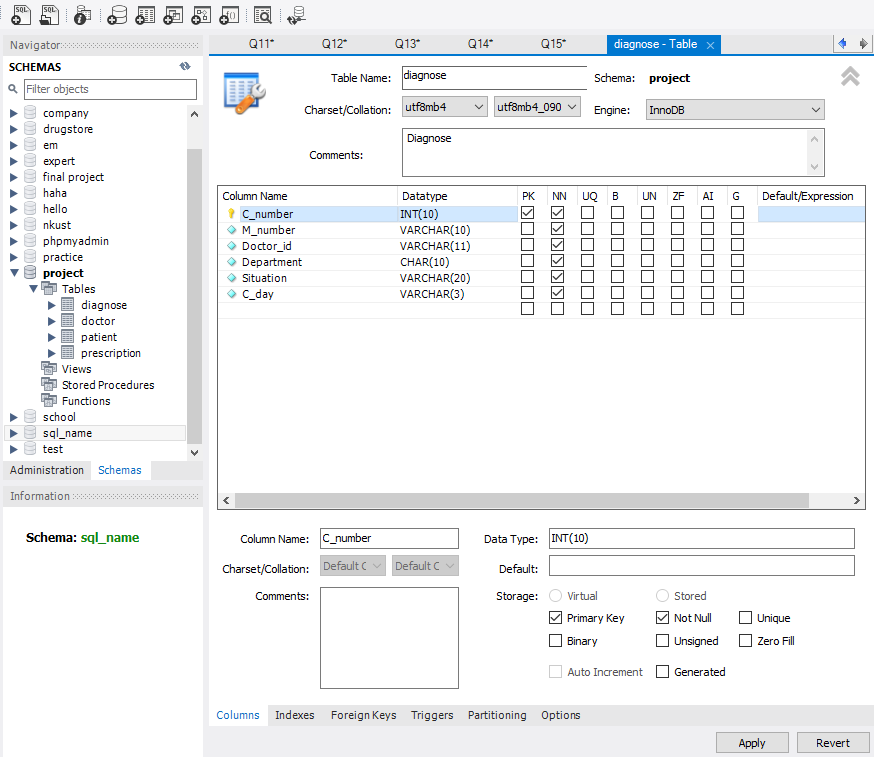 Q11*
Q12*
Q13*
Q14*
Q15*
diagnose - Table
Navigator
SCHEMAS
Filter objects
company
drugstore
em
expert
final project
haha
hello
nkust
phpmyadmin
practice
project
Tables
diagnose
doctor
patient
prescription
Views
Stored Procedures
Functions
school
sql_name
test
Administration Schemas
Information
Schema: sql_name
Table Name: diagnose Schema: project
Charset/Collation: utf8mb4 utf8mb4_090 Engine: InnoDB
Comments: Diagnose
Column Name Datatype PK NN UQ B UN ZF AI G Default/Expression
C_number INT(10)
M_number VARCHAR(10)
Doctor_id VARCHAR(11)
Department CHAR(10)
Situation VARCHAR(20)
C_day VARCHAR(3)
Column Name: C_number Data Type: INT(10)
Charset/Collation: Default C Default C Default:
Comments: Storage: Virtual Stored
Primary Key Not Null Unique
Binary Unsigned Zero Fill
Auto Increment Generated
Columns Indexes Foreign Keys Triggers Partitioning Options
Apply Revert